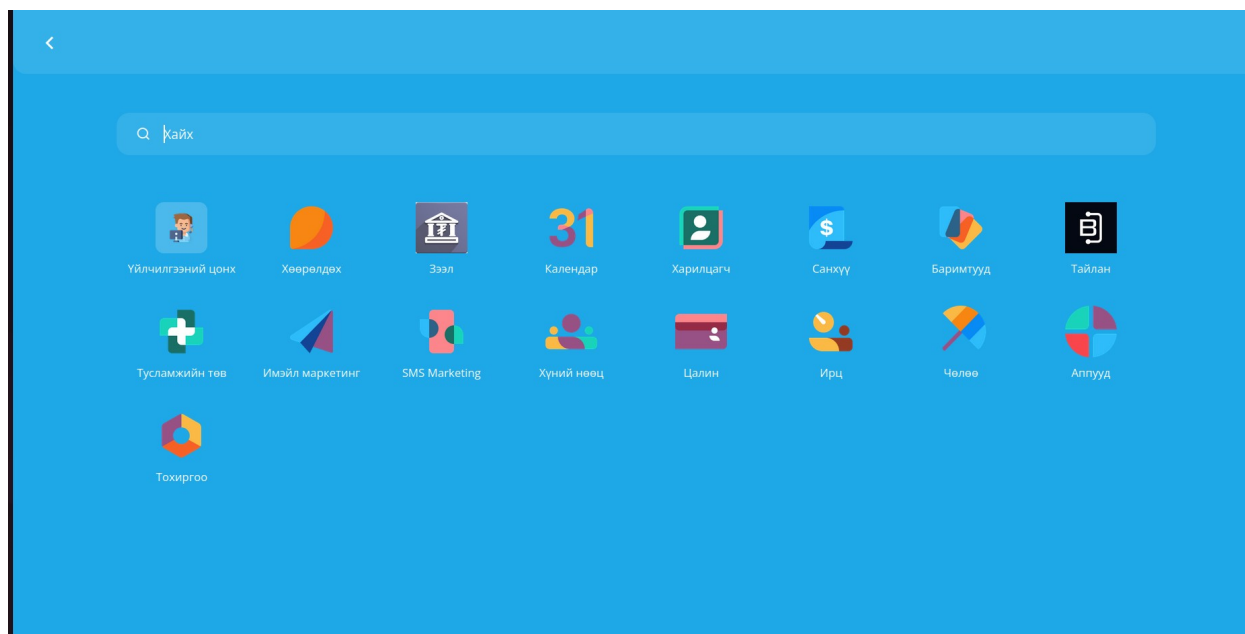 Хайх
31
$
Үйлчилгээний цонх Хөөрөлдөх Зээл Календар Харилцагч Санхүү Баримтууд Тайлан
Тусламжийн төв Имэйл маркетинг SMS Marketing Хүний нөөц Цалин Ирц Чөлөө Аппууд
Тохиргоо